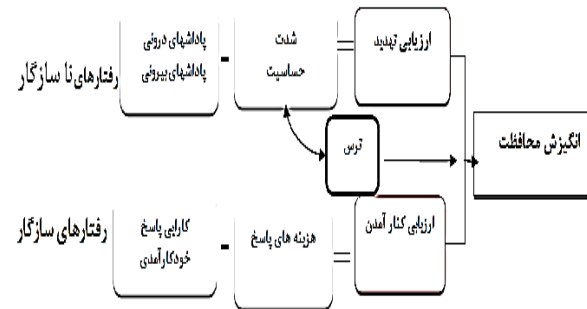 رفتارهای نا سازگار
پاداشهای درونی
پاداشهای بیرونی
شدت
حساسیت
ارزیابی تهدید
ترس
انگیزش محافظت
رفتارهای سازگار
کارایی پاسخ
خودکارآمدی
هزینه های پاسخ
ارزیابی کنار آمدن